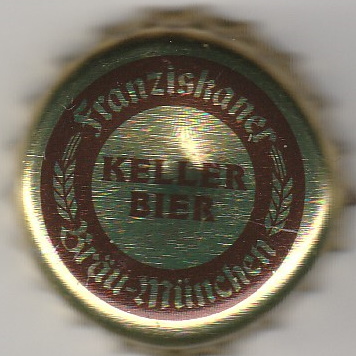 Franziskaner
KELLER
BIER
Bräu-München